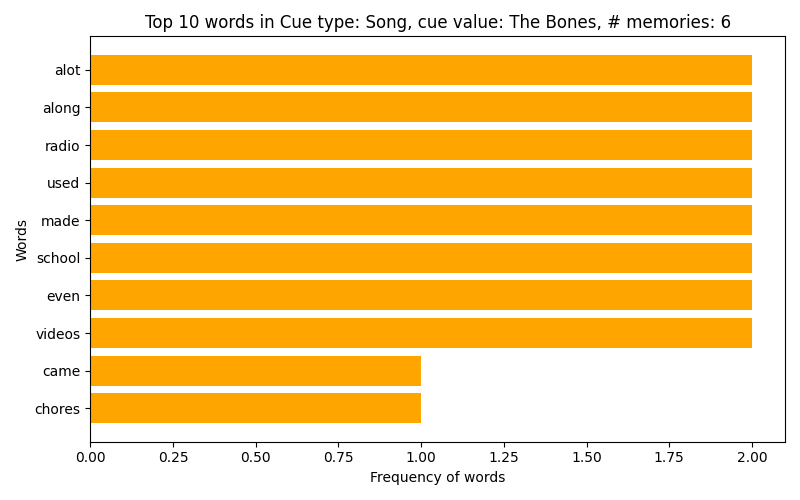 Top 10 words in Cue type: Song, cue value: The Bones, # memories: 6
alot
along
radio
used
made
school
even
videos
came
chores
Words
0.00 0.25 0.50 0.75 1.00 1.25 1.50 1.75 2.00
Frequency of words